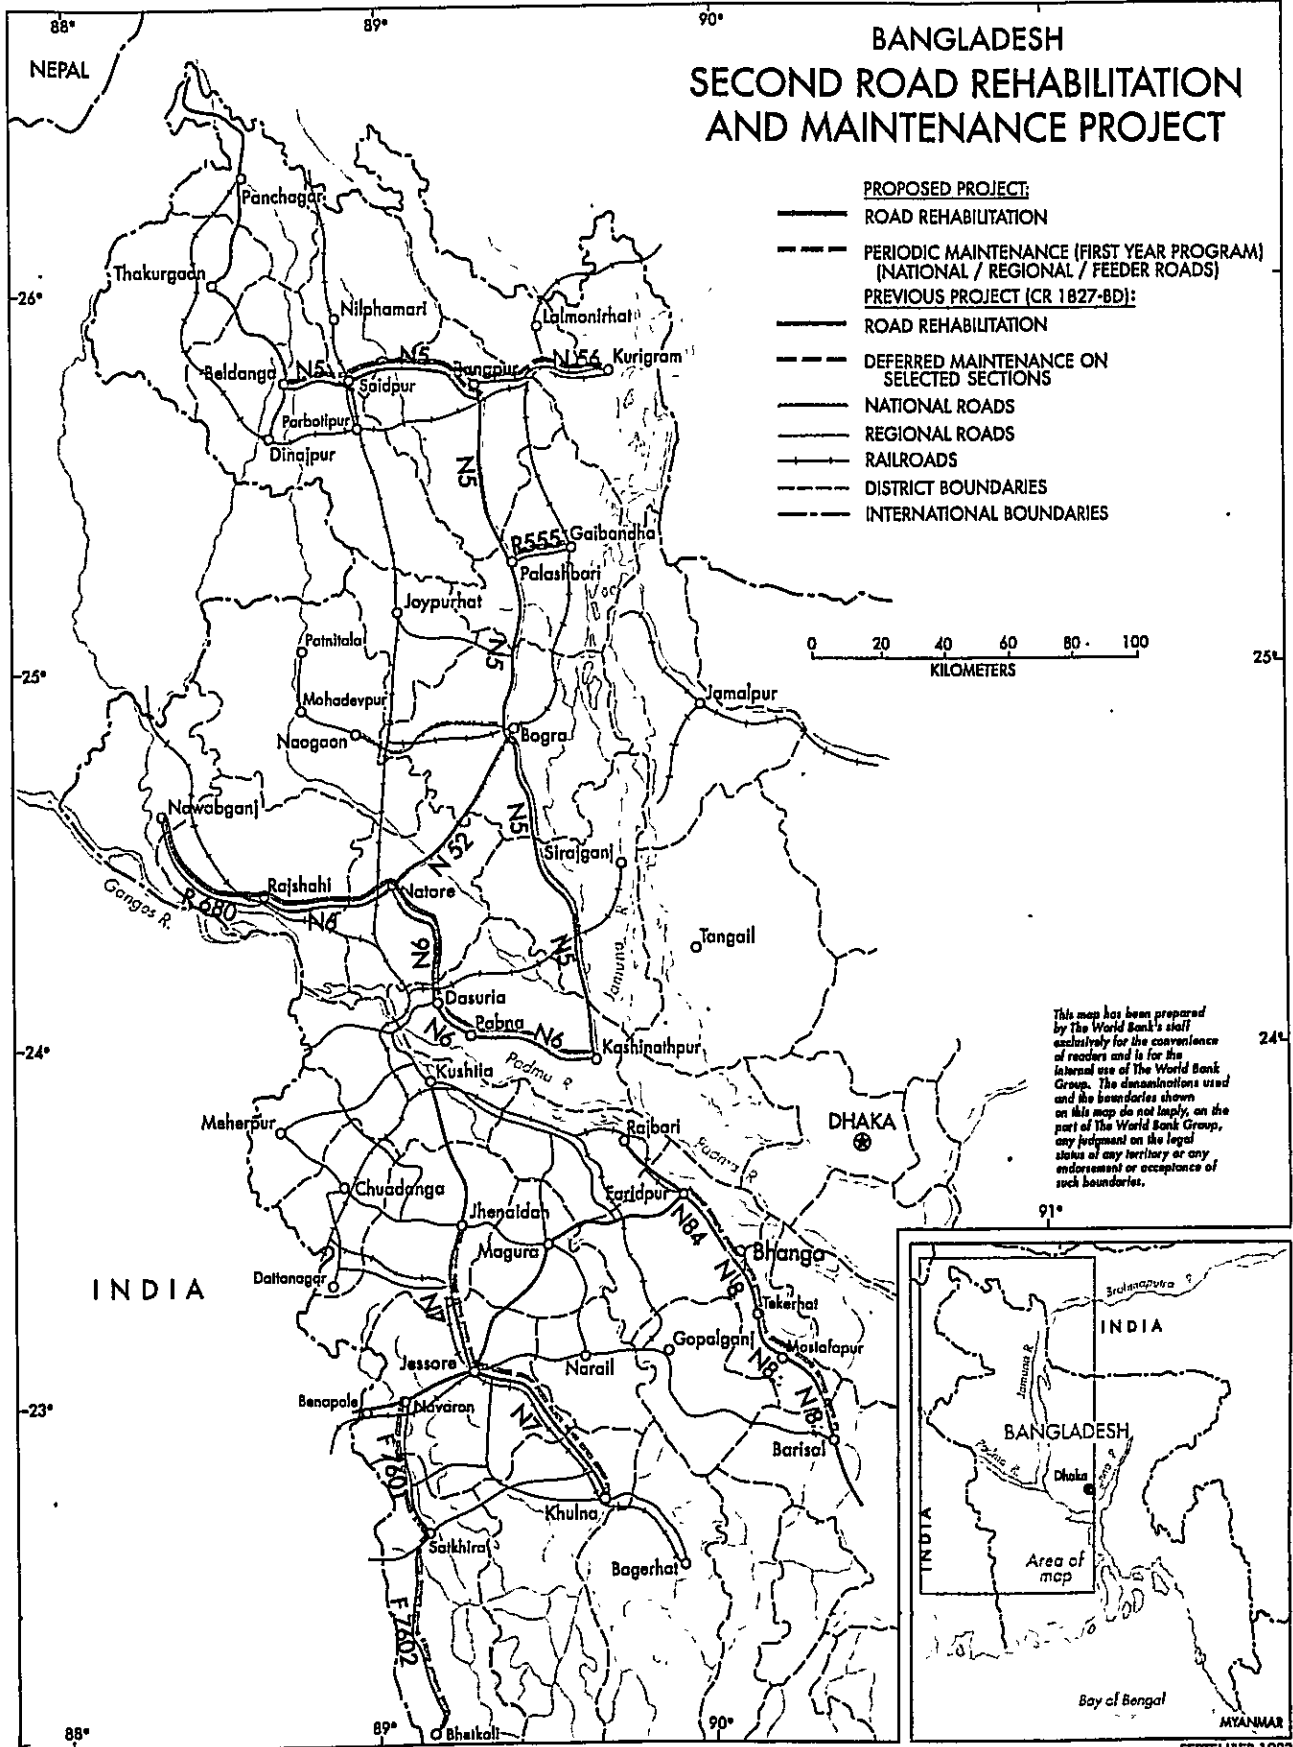 88°
89°
90°
NEPAL
BANGLADESH
SECOND ROAD REHABILITATION
AND MAINTENANCE PROJECT
PROPOSED PROJECT:
ROAD REHABILITATION
PERIODIC MAINTENANCE (FIRST YEAR PROGRAM)
(NATIONAL / REGIONAL / FEEDER ROADS)
PREVIOUS PROJECT (CR 1827-BD):
ROAD REHABILITATION
DEFERRED MAINTENANCE ON
SELECTED SECTIONS
NATIONAL ROADS
REGIONAL ROADS
RAILROADS
DISTRICT BOUNDARIES
INTERNATIONAL BOUNDARIES
0 20 40 60 80 100
KILOMETERS
Panchagar
Thakurgaon
26°
Nilphamari
Lalmonirhat
Beldanga
N5
N5
N 56
Kurigram
Saidpur
Parbotipur
Dinajpur
N5
R555
Gaibandha
Palashbari
Joypurhat
Patnitala
N5
25°
25°
Mohadevpur
Jamalpur
Naogaon
Bogra
Nawabganj
N5
N 52
Sirajganj
Rajshahi
Natore
Ganges R.
R 680
N6
Jamuna R.
Tangail
N6
N5
Dasuria
N6
Pabna
N6
Kashinathpur
24°
24°
Padma R.
Kushtia
Meherpur
Rajbari
DHAKA
Padma R.
This map has been prepared
by The World Bank's staff
exclusively for the convenience
of readers and is for the
internal use of The World Bank
Group. The denominations used
and the boundaries shown
on this map do not imply, on the
part of The World Bank Group,
any judgment on the legal
status of any territory or any
endorsement or acceptance of
such boundaries.
Chuadanga
Faridpur
Jhenaidah
N84
Magura
Bhanga
91°
INDIA
Dattanagar
N7
N18
Tekerhat
Gopalganj
Mostafapur
Jessore
Narail
N8
Benapole
Navaron
23°
N7
N18
Barisal
F 7601
Khulna
Satkhira
Bagerhat
F 7602
Bhetkali
88°
89°
90°
Brahmaputra R.
INDIA
Jamuna R.
BANGLADESH
Padma R.
Dhaka
INDIA
Area of
map
Bay of Bengal
MYANMAR